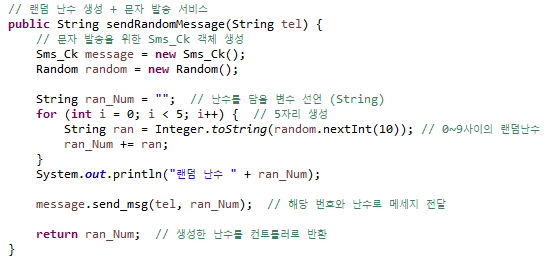 // 랜덤 난수 생성 + 문자 발송 서비스
public String sendRandomMessage(String tel) {
// 문자 발송을 위한 Sms_Ck 객체 생성
Sms_Ck message = new Sms_Ck();
Random random = new Random();
String ran_Num = ""; // 난수를 담을 변수 선언 (String)
for (int i = 0; i < 5; i++) { // 5자리 생성
String ran = Integer.toString(random.nextInt(10)); // 0~9사이의 랜덤난수
ran_Num += ran;
}
System.out.println("랜덤 난수 " + ran_Num);
message.send_msg(tel, ran_Num); // 해당 번호와 난수로 메세지 전달
return ran_Num; // 생성한 난수를 컨트롤러로 반환
}